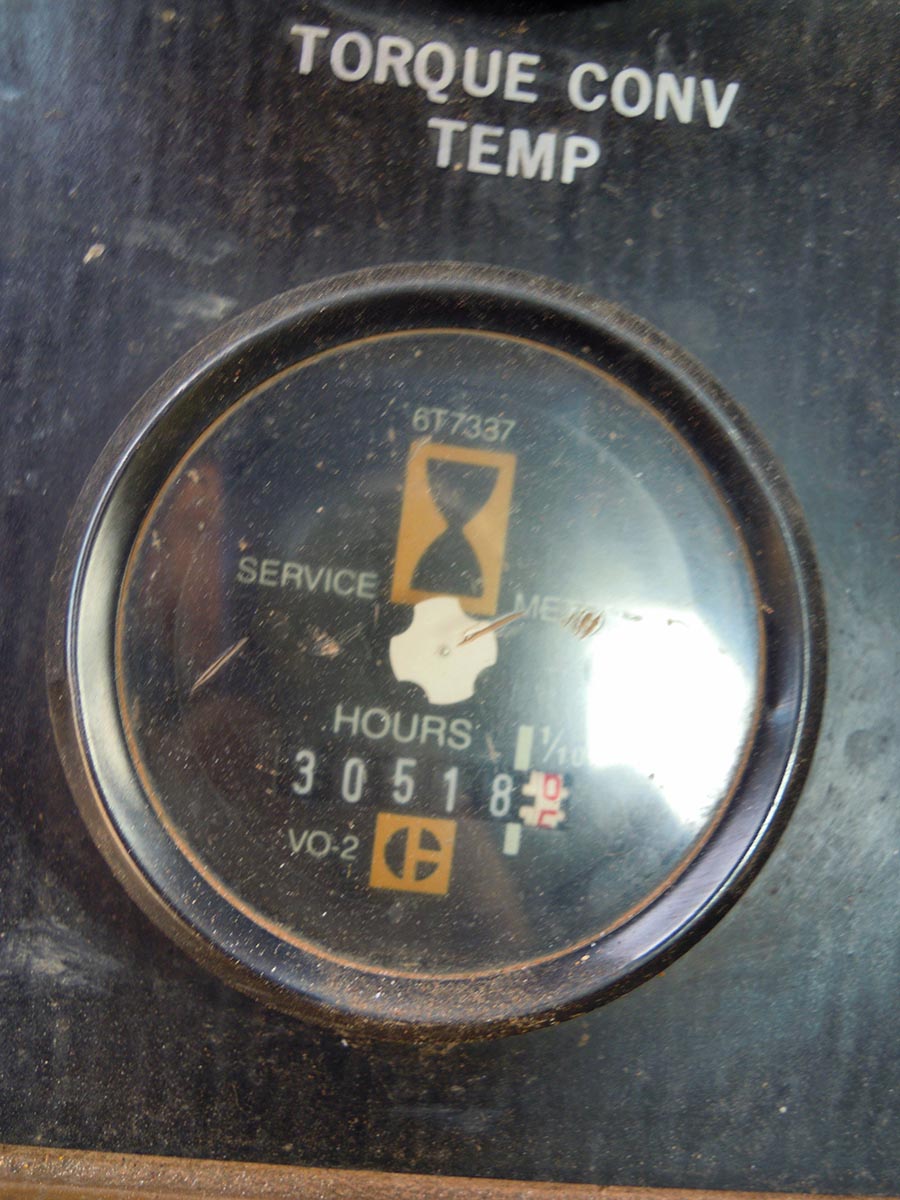 TORQUE CONV
TEMP
6T7337
SERVICE
HOURS
1/10
30518
VO-2